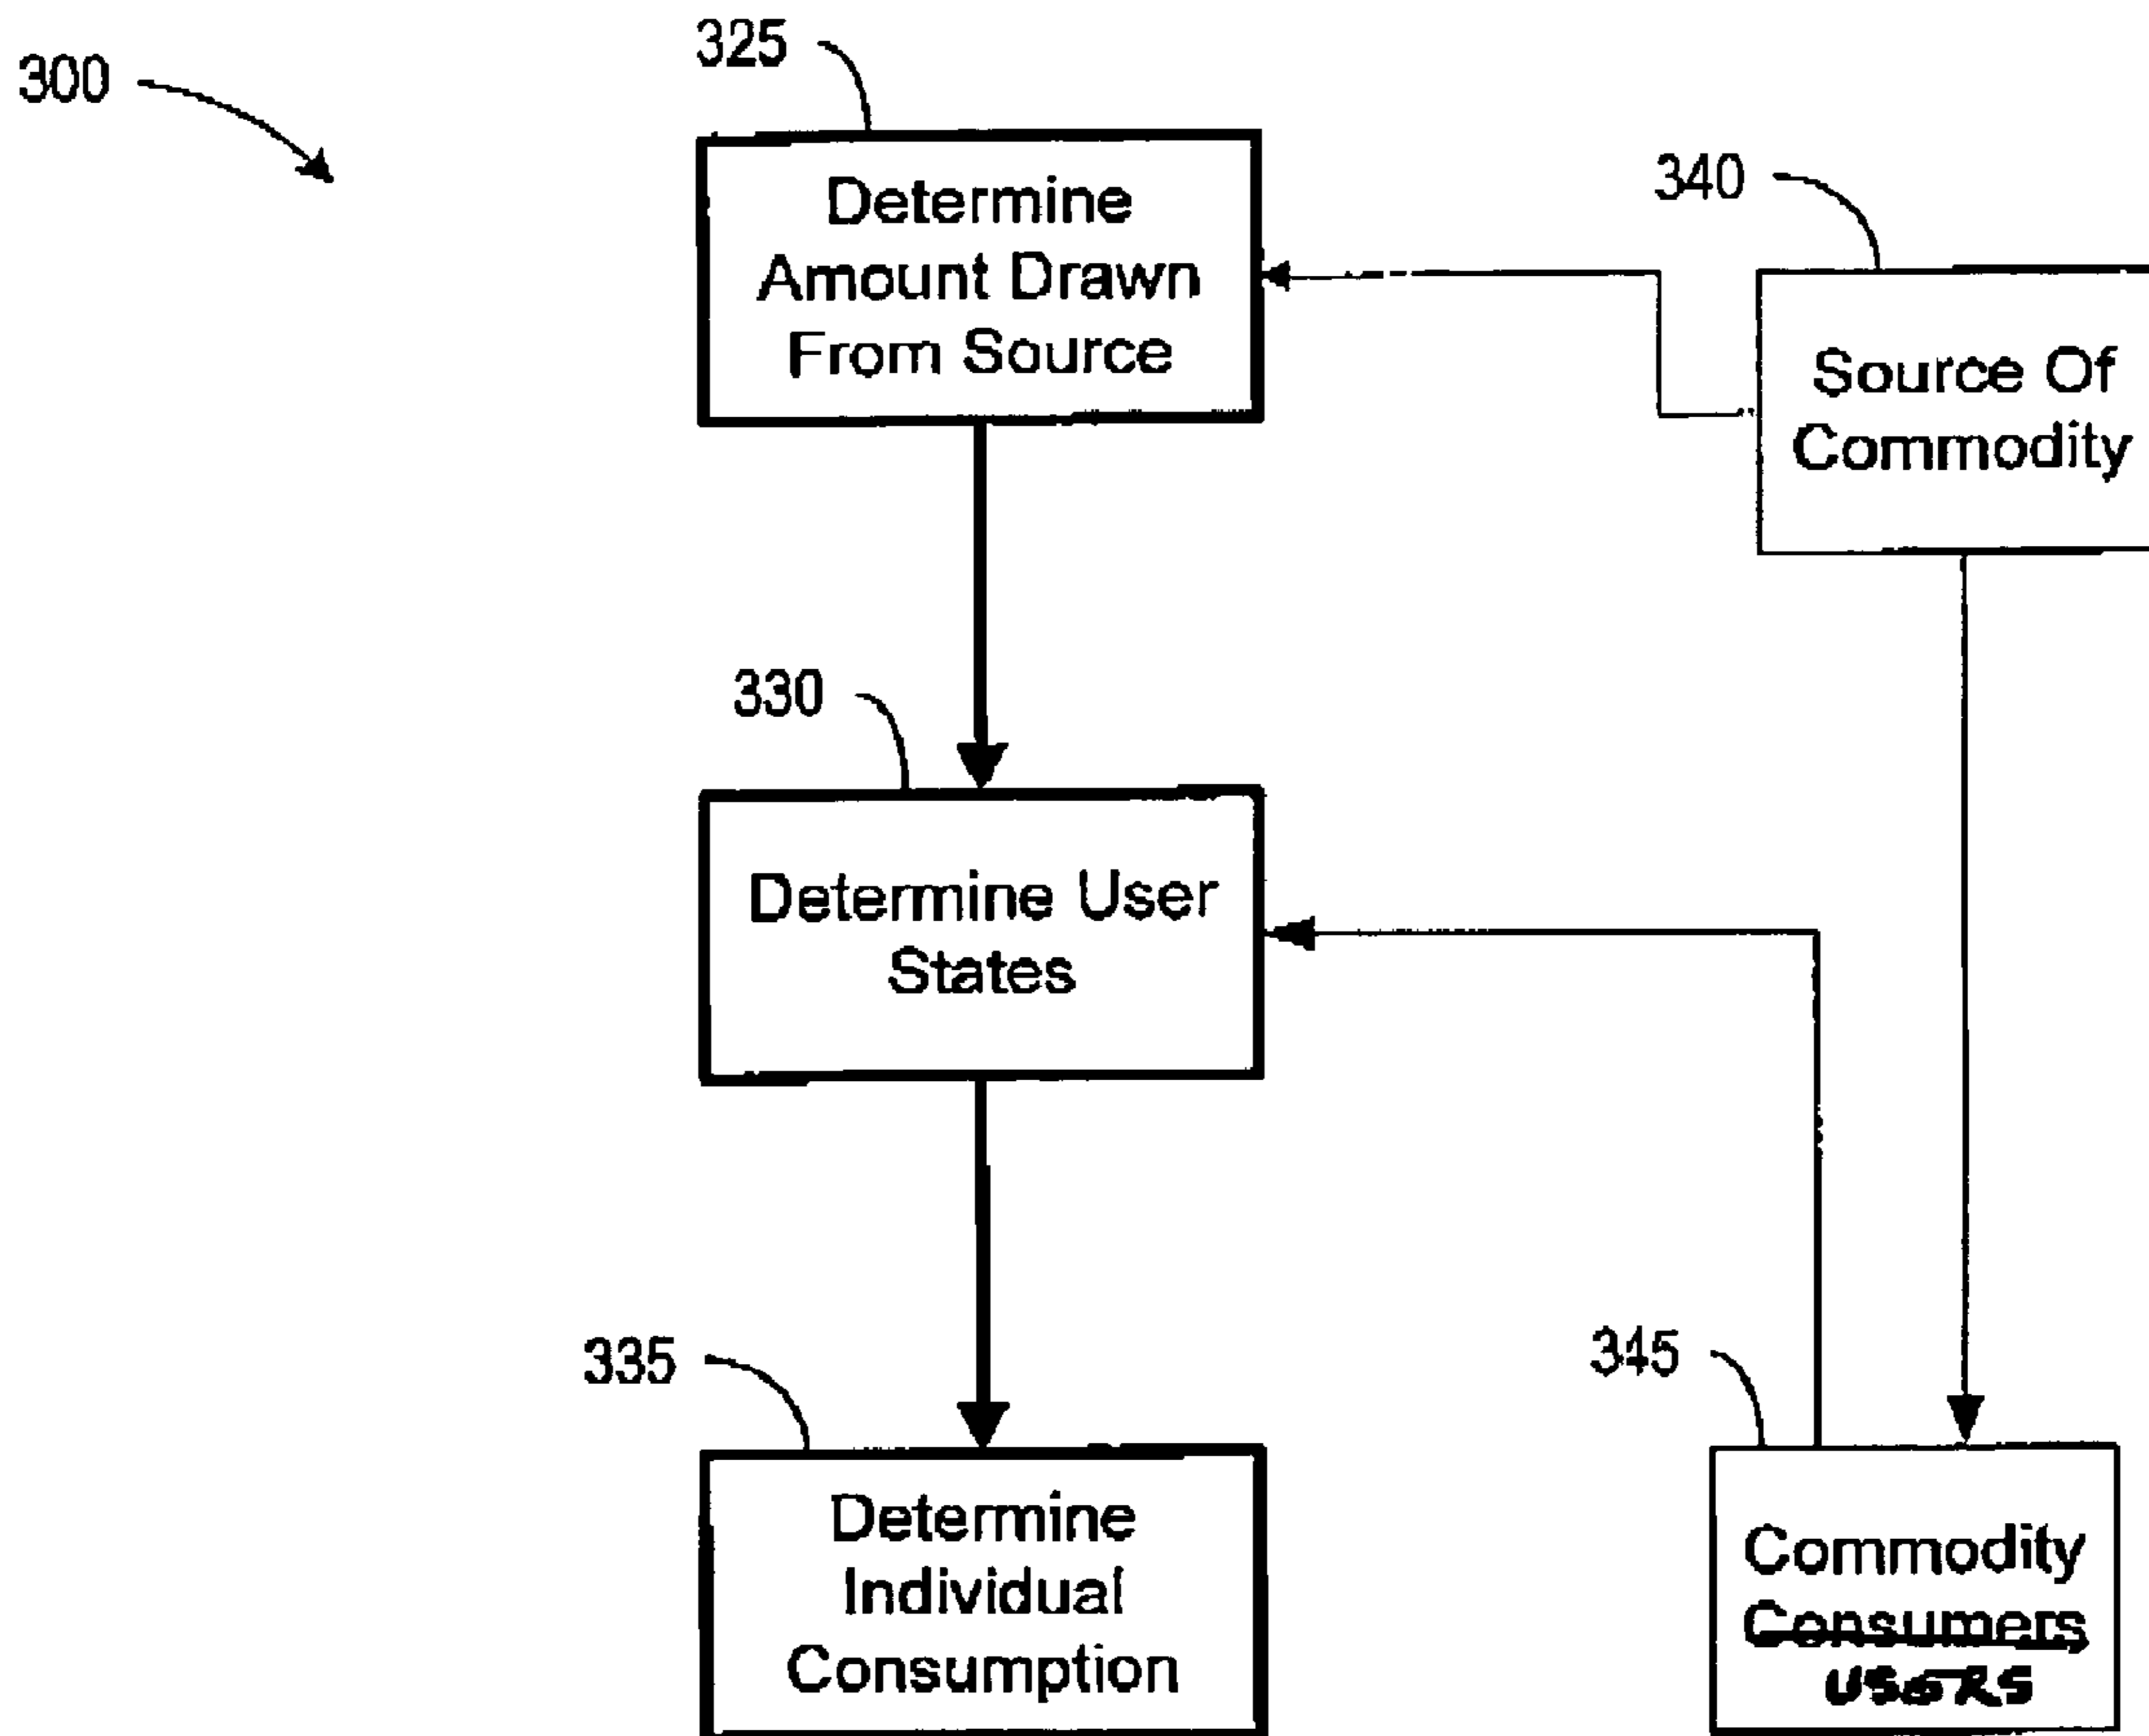 325
300
Determine
Amount Drawn
From Source
340
Source Of
Commodity
330
Determine User
States
335
Determine
Individual
Consumption
345
Commodity
Consumers
USeRS